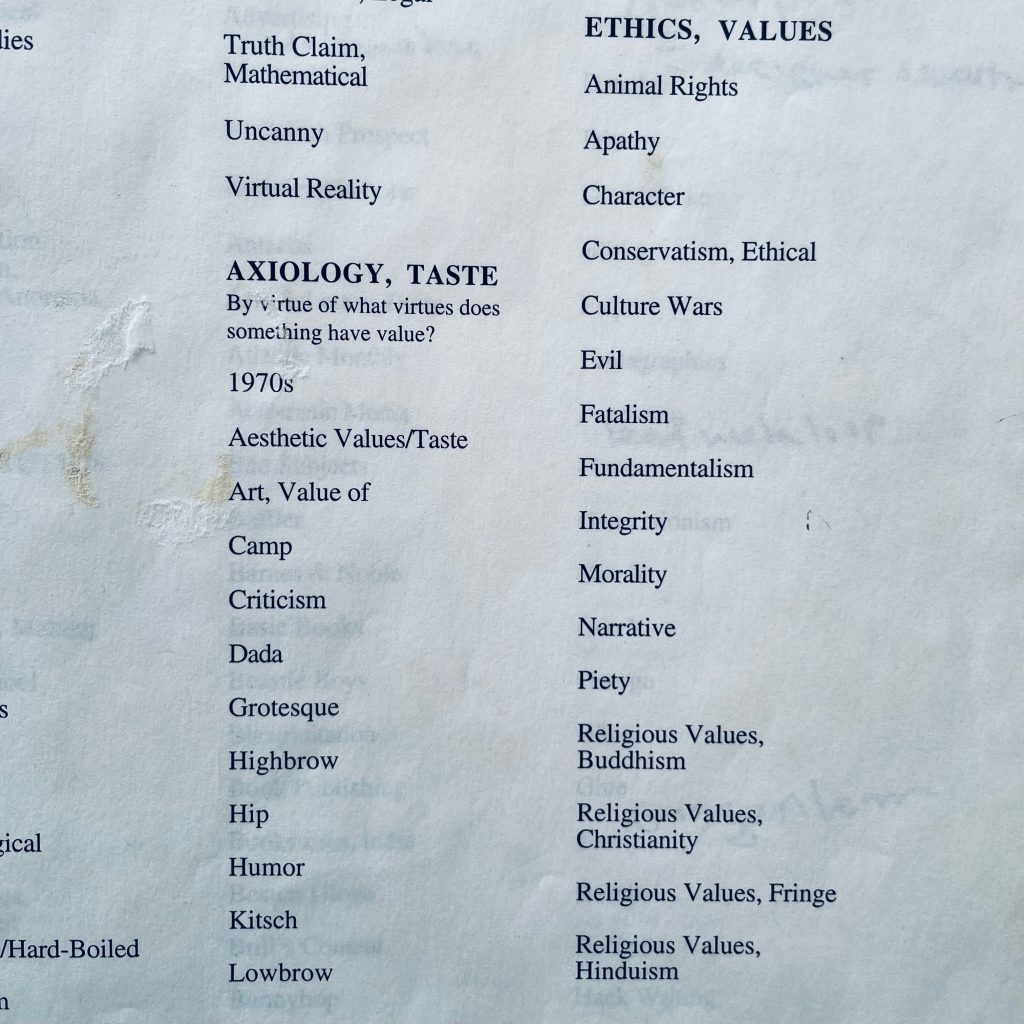 lies
gical
/Hard-Boiled
Truth Claim,
Mathematical
Uncanny
Virtual Reality
AXIOLOGY, TASTE
By virtue of what virtues does
something have value?
1970s
Aesthetic Values/Taste
Art, Value of
Camp
Criticism
Dada
Grotesque
Highbrow
Hip
Humor
Kitsch
Lowbrow
ETHICS, VALUES
Animal Rights
Apathy
Character
Conservatism, Ethical
Culture Wars
Evil
Fatalism
Fundamentalism
Integrity
Morality
Narrative
Piety
Religious Values,
Buddhism
Religious Values,
Christianity
Religious Values, Fringe
Religious Values,
Hinduism